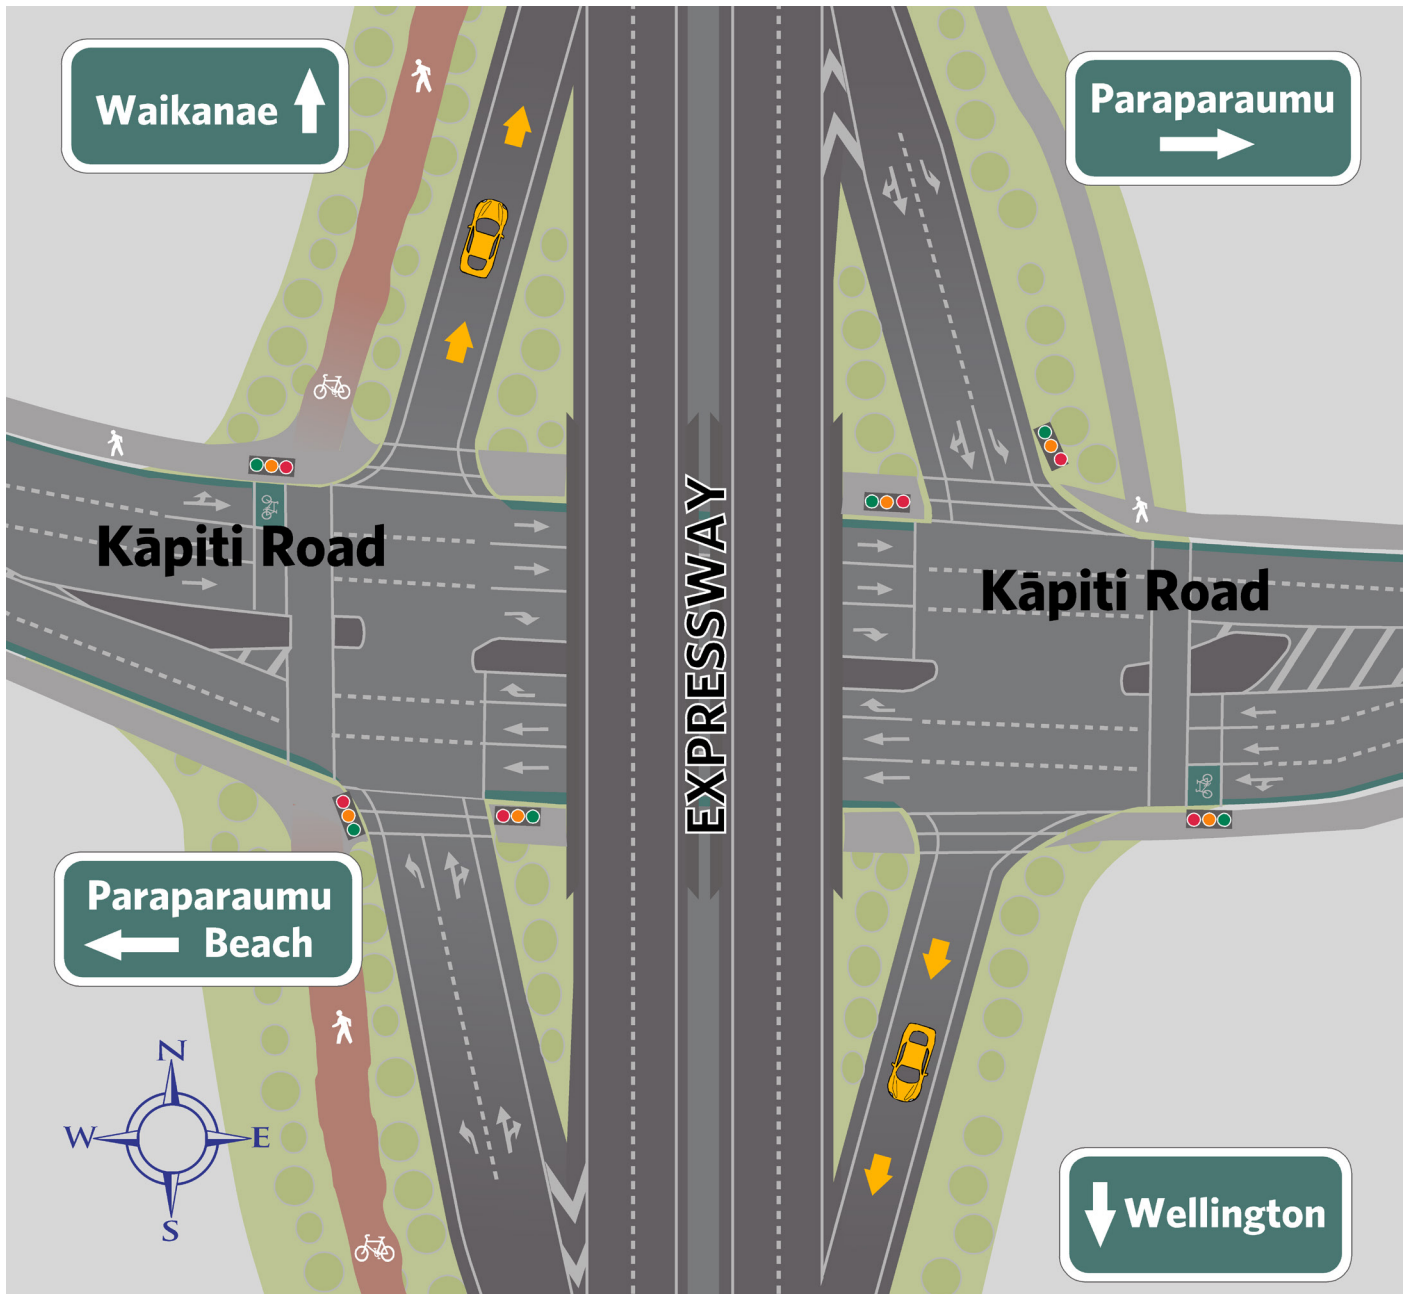 Waikanae
Paraparaumu
Kāpiti Road
Kāpiti Road
EXPRESSWAY
Paraparaumu
Beach
N
W
E
S
Wellington